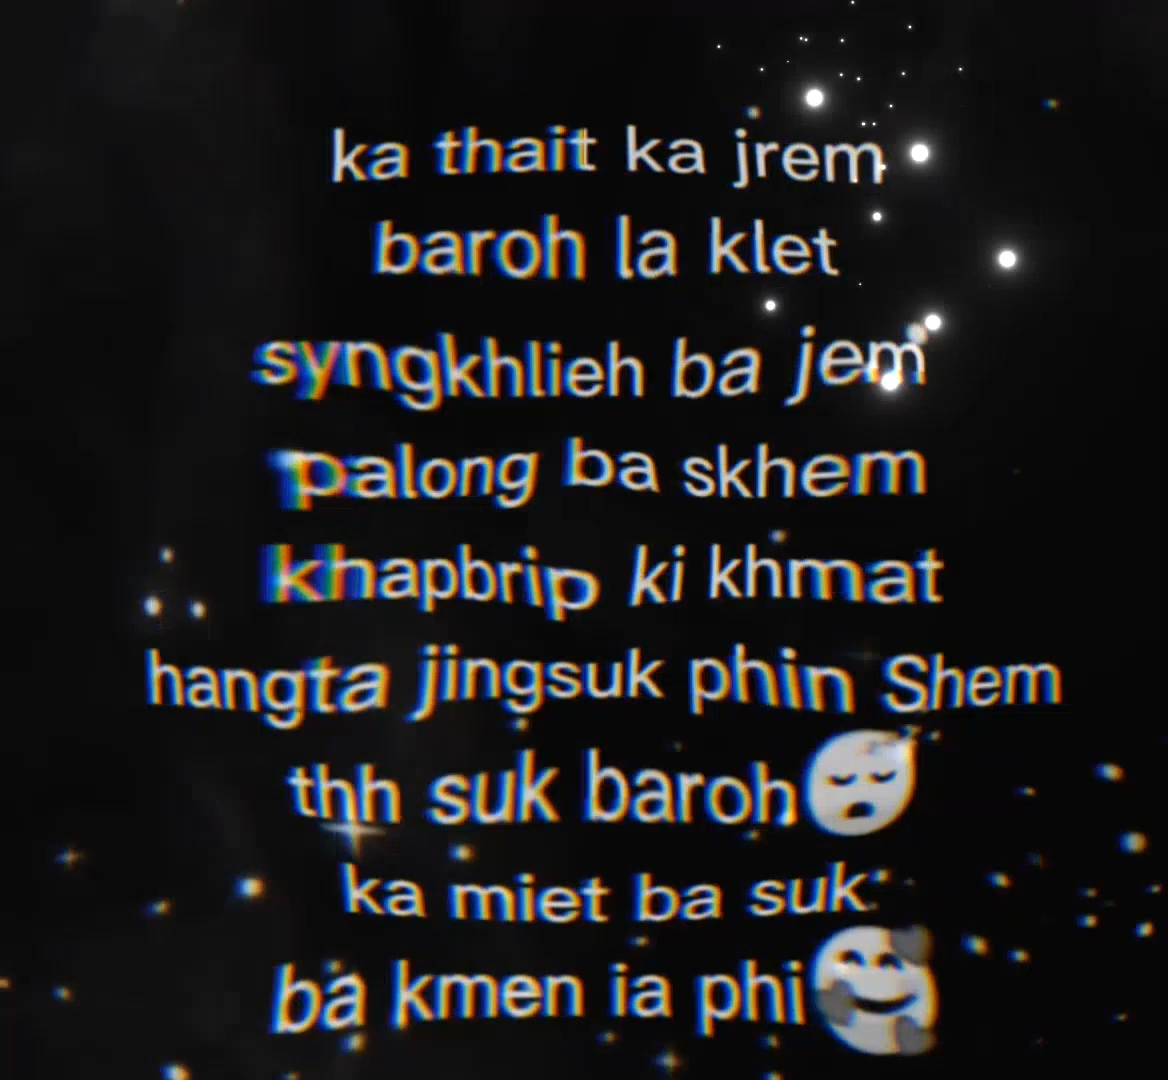 ka thait ka jrem
baroh la klet
syngkhlieh ba jem
palong ba skhem
khapbrip ki khmat
hangta jingsuk phin Shem
thh suk baroh😴
ka miet ba suk
ba kmen ia phi🥰